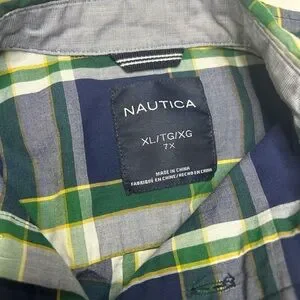 NAUTICA
XL/TG/XG
7X
MADE IN CHINA
FABRIQUÉ EN CHINE/HECHO EN CHINA